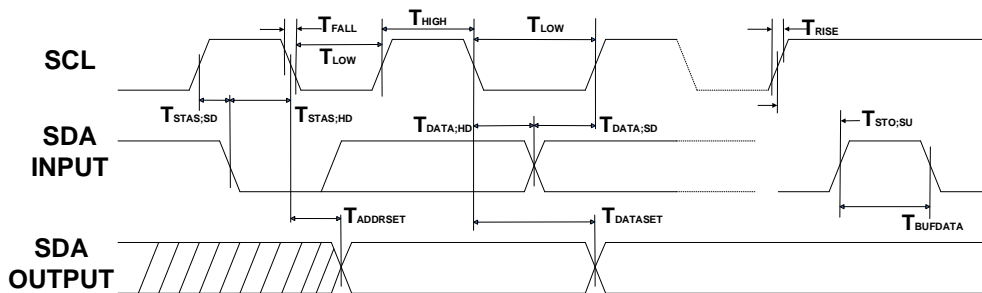 TFALL
THIGH
TLOW
TRISE
SCL
TLOW
TSTAS;SD
TSTAS;HD
TDATA;HD
TDATA;SD
TSTO;SU
SDA
INPUT
TADDRSET
TDATASET
TBUFDATA
SDA
OUTPUT